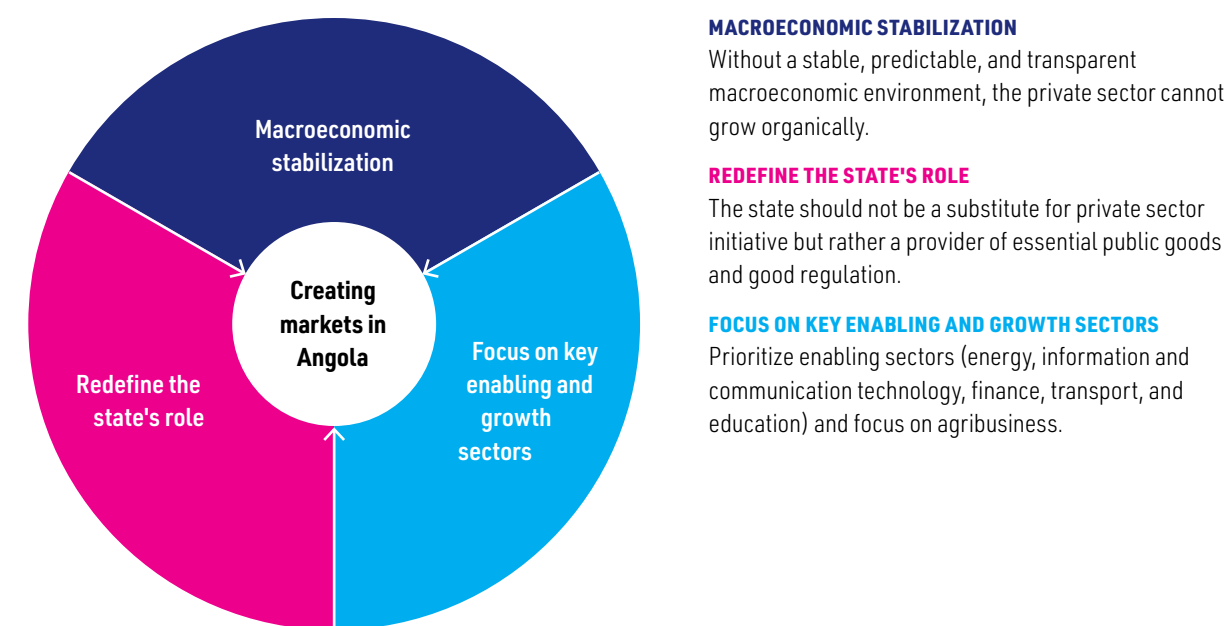 Macroeconomic
stabilization
Creating
markets in
Angola
Redefine the
state's role
Focus on key
enabling and
growth
sectors
MACROECONOMIC STABILIZATION
Without a stable, predictable, and transparent
macroeconomic environment, the private sector cannot
grow organically.
REDEFINE THE STATE'S ROLE
The state should not be a substitute for private sector
initiative but rather a provider of essential public goods
and good regulation.
FOCUS ON KEY ENABLING AND GROWTH SECTORS
Prioritize enabling sectors (energy, information and
communication technology, finance, transport, and
education) and focus on agribusiness.